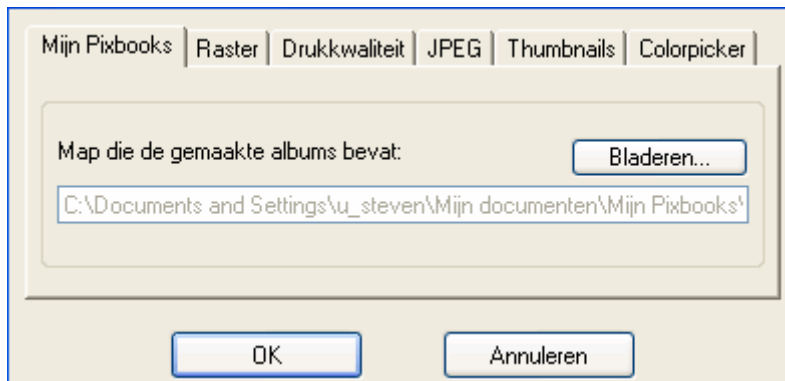 Mijn Pixbooks Raster Drukkwaliteit JPEG Thumbnails Colorpicker
Map die de gemaakte albums bevat:
Bladeren...
C:\Documents and Settings\u_steven\Mijn documenten\Mijn Pixbooks\
OK Annuleren